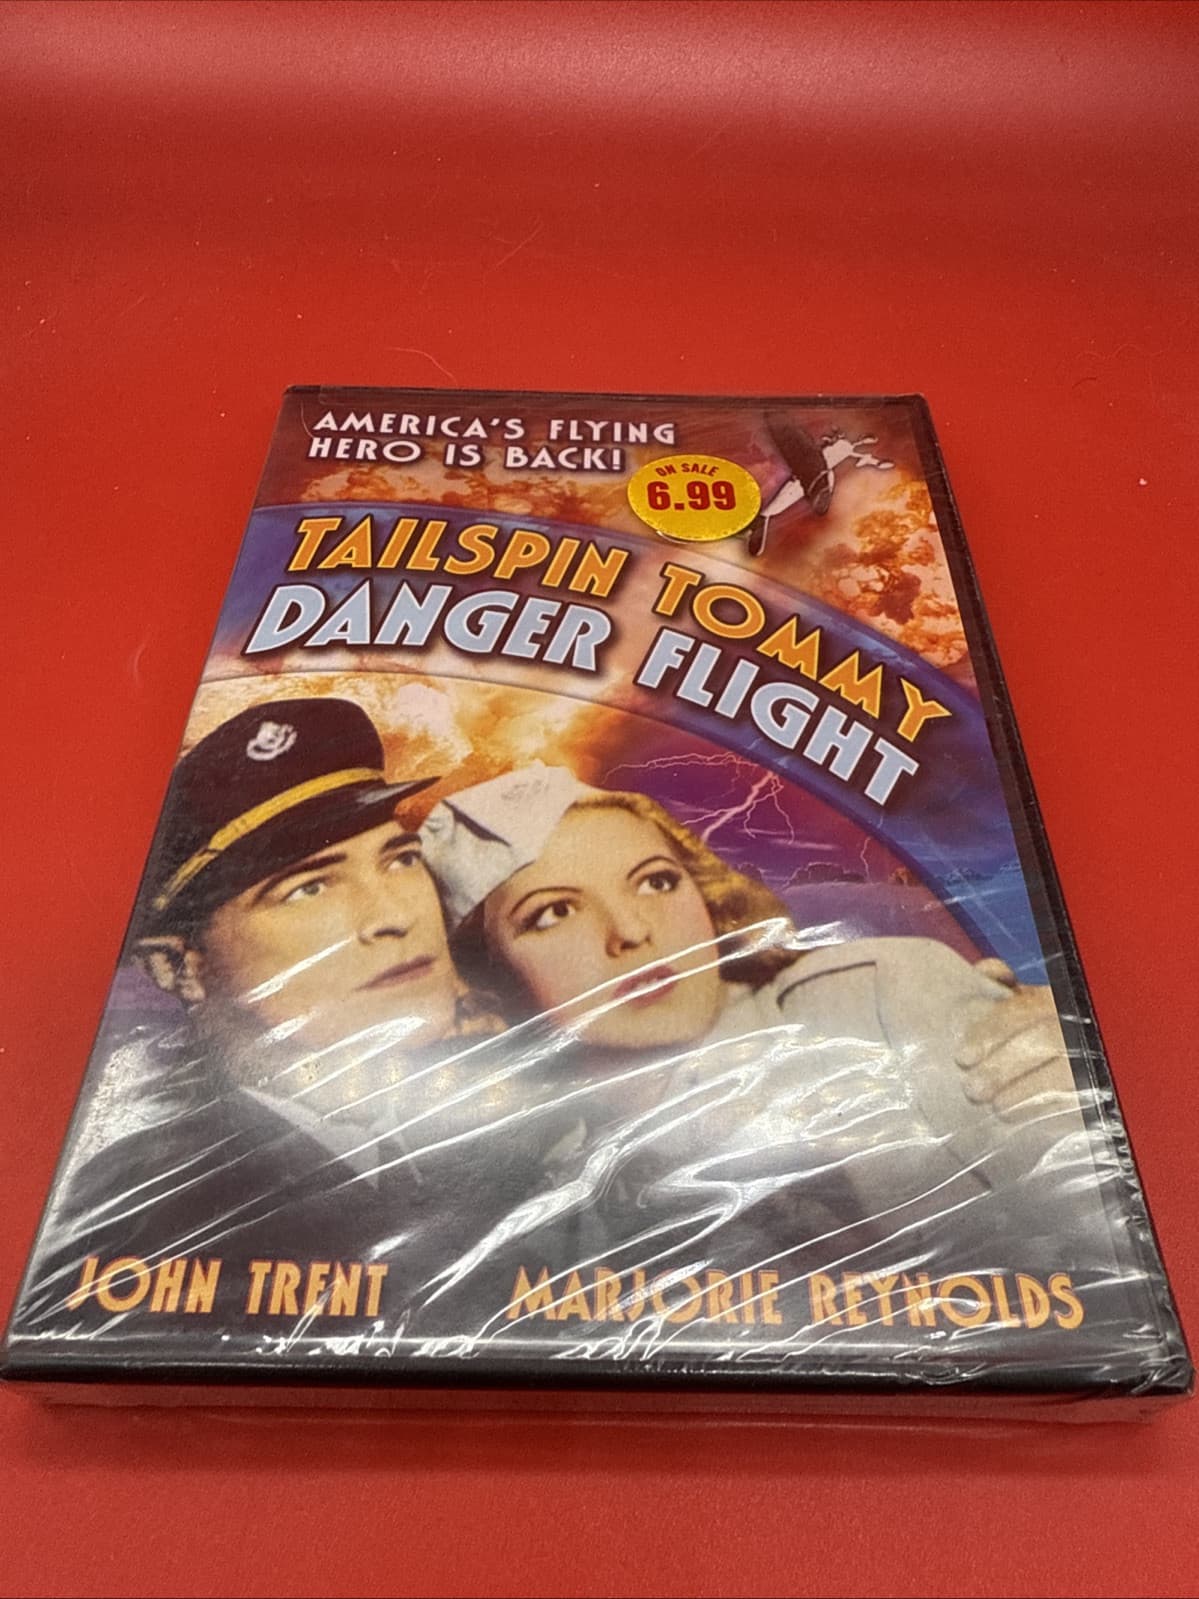 AMERICA'S FLYING
HERO IS BACK!
ON SALE
6.99
TAILSPIN TOMMY
DANGER FLIGHT
JOHN TRENT
MARJORIE REYNOLDS